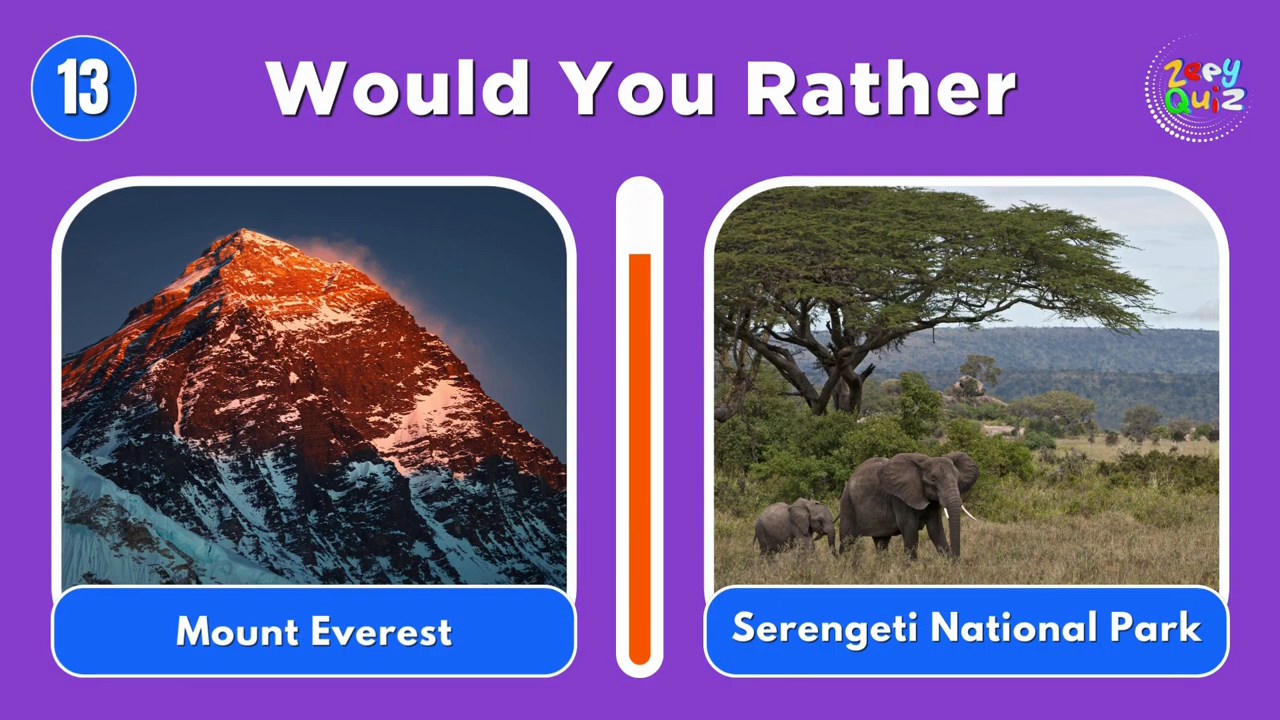 13
Would You Rather
Zeey
Quiz
Mount Everest
Serengeti National Park